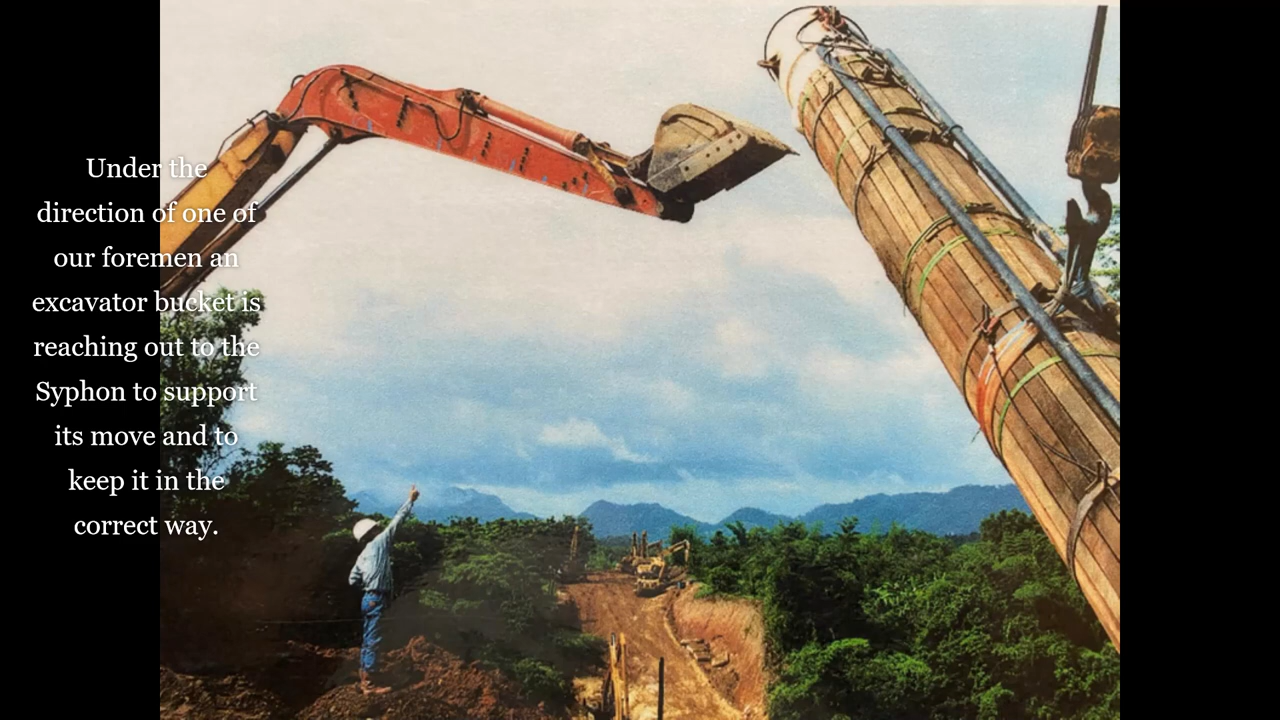 Under the
direction of one of
our foremen an
excavator bucket is
reaching out to the
Syphon to support
its move and to
keep it in the
correct way.